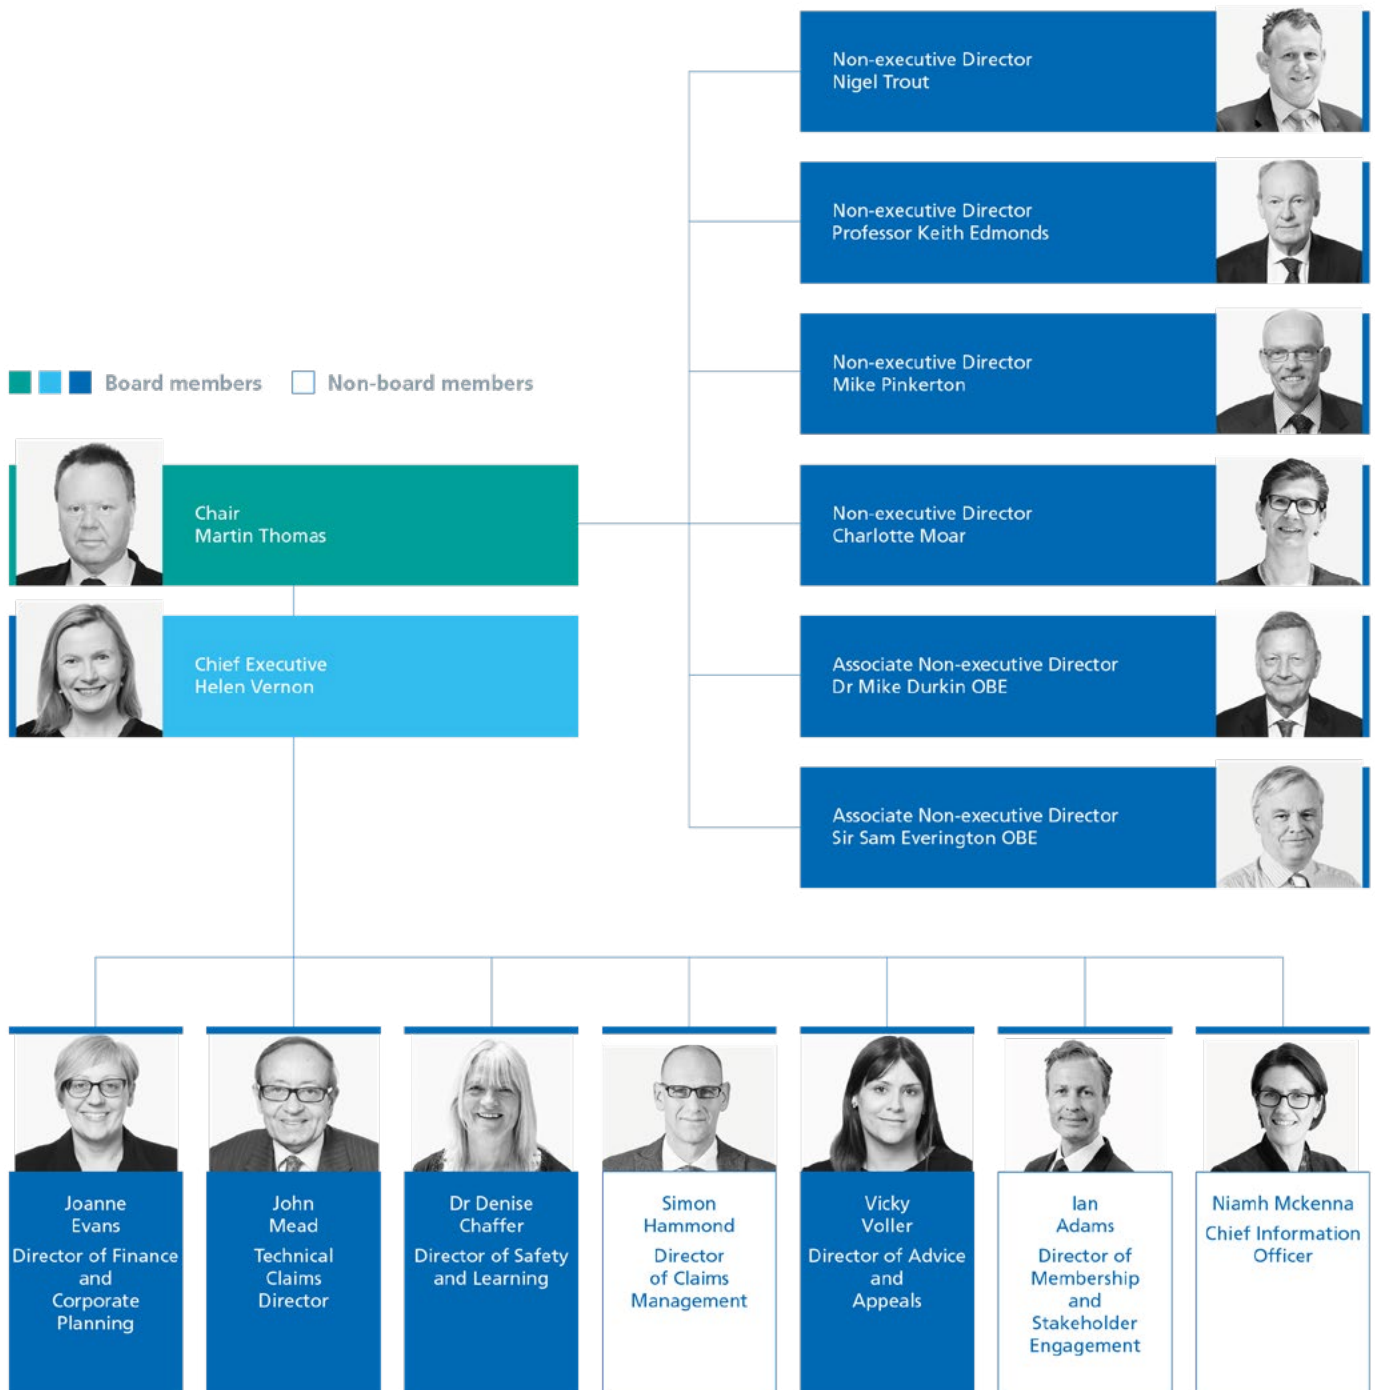 Non-executive Director
Nigel Trout
Non-executive Director
Professor Keith Edmonds
Non-executive Director
Mike Pinkerton
Board members
Non-board members
Chair
Martin Thomas
Non-executive Director
Charlotte Moar
Chief Executive
Helen Vernon
Associate Non-executive Director
Dr Mike Durkin OBE
Associate Non-executive Director
Sir Sam Everington OBE
Joanne
Evans
Director of Finance
and
Corporate
Planning
John
Mead
Technical
Claims
Director
Dr Denise
Chaffer
Director of Safety
and Learning
Simon
Hammond
Director
of Claims
Management
Vicky
Voller
Director of Advice
and
Appeals
Ian
Adams
Director of
Membership
and
Stakeholder
Engagement
Niamh Mckenna
Chief Information
Officer